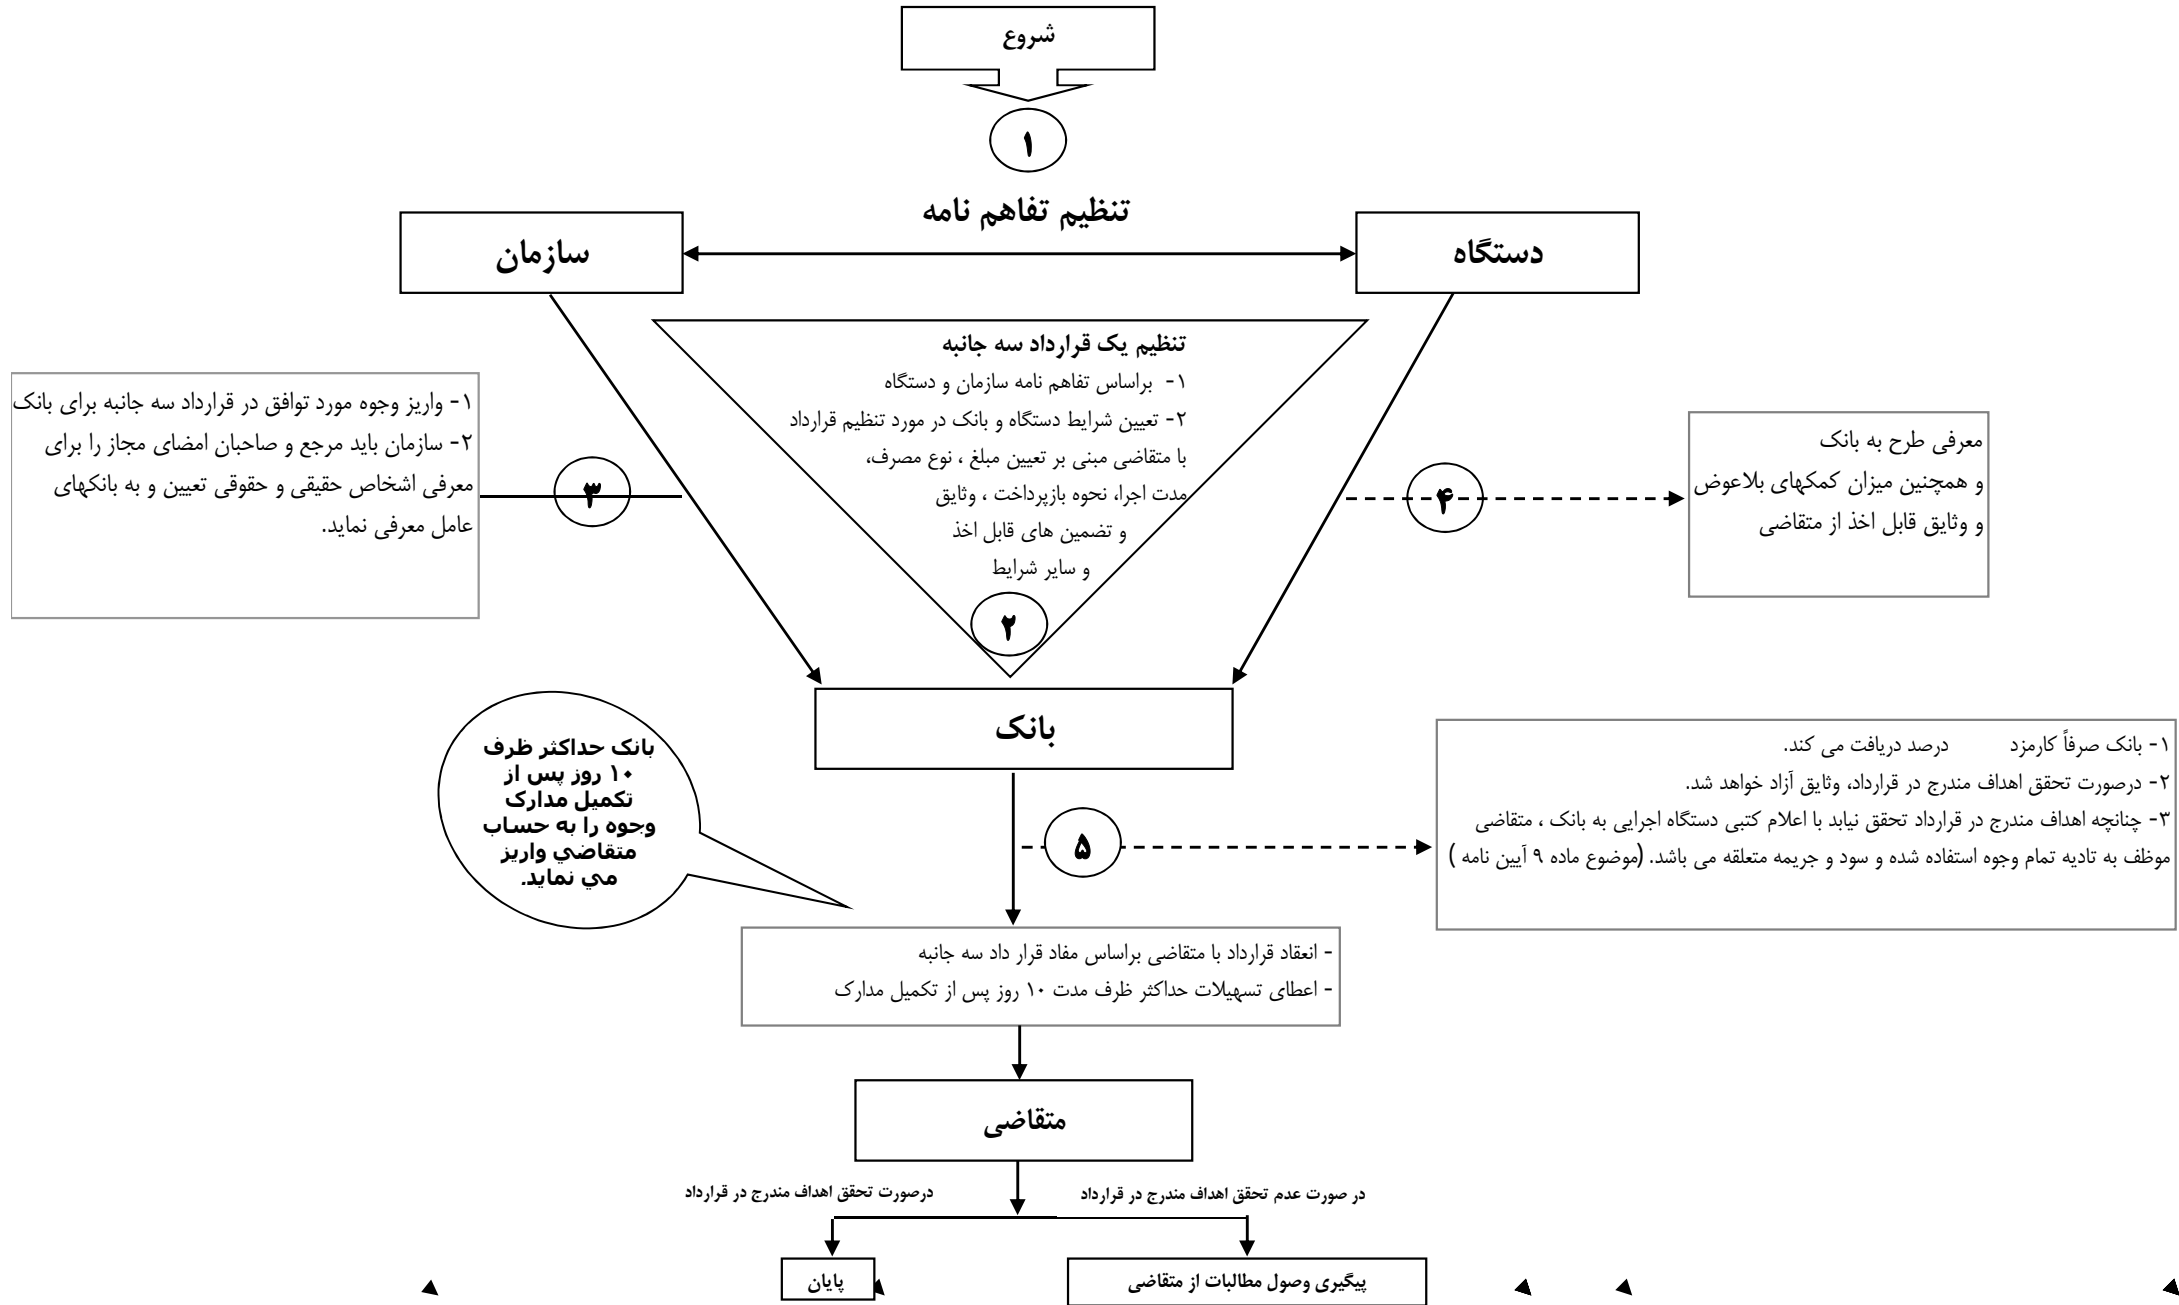 شروع
۱
تنظیم تفاهم نامه
دستگاه
سازمان
تنظیم یک قرارداد سه جانبه
۱- براساس تفاهم نامه سازمان و دستگاه
۲- تعیین شرایط دستگاه و بانک در مورد تنظیم قرارداد
با متقاضی مبنی بر تعیین مبلغ ، نوع مصرف،
مدت اجرا، نحوه بازپرداخت ، وثایق
و تضمین های قابل اخذ
و سایر شرایط
۲
۱- واریز وجوه مورد توافق در قرارداد سه جانبه برای بانک
۲- سازمان باید مرجع و صاحبان امضای مجاز را برای
معرفی اشخاص حقیقی و حقوقی تعیین و به بانکهای
عامل معرفی نماید.
۳
۴
معرفی طرح به بانک
و همچنین میزان کمکهای بلاعوض
و وثایق قابل اخذ از متقاضی
بانک
بانک حداکثر ظرف
۱۰ روز پس از
تکمیل مدارک
وجوه را به حساب
متقاضي واریز
مي نماید.
۵
۱- بانک صرفاً کارمزد درصد دریافت می کند.
۲- درصورت تحقق اهداف مندرج در قرارداد، وثایق آزاد خواهد شد.
۳- چنانچه اهداف مندرج در قرارداد تحقق نیابد با اعلام کتبی دستگاه اجرایی به بانک ، متقاضی
موظف به تادیه تمام وجوه استفاده شده و سود و جریمه متعلقه می باشد. (موضوع ماده ۹ آیین نامه )
- انعقاد قرارداد با متقاضی براساس مفاد قرار داد سه جانبه
- اعطای تسهیلات حداکثر ظرف مدت ۱۰ روز پس از تکمیل مدارک
متقاضی
در صورت عدم تحقق اهداف مندرج در قرارداد
درصورت تحقق اهداف مندرج در قرارداد
پیگیری وصول مطالبات از متقاضی
پایان